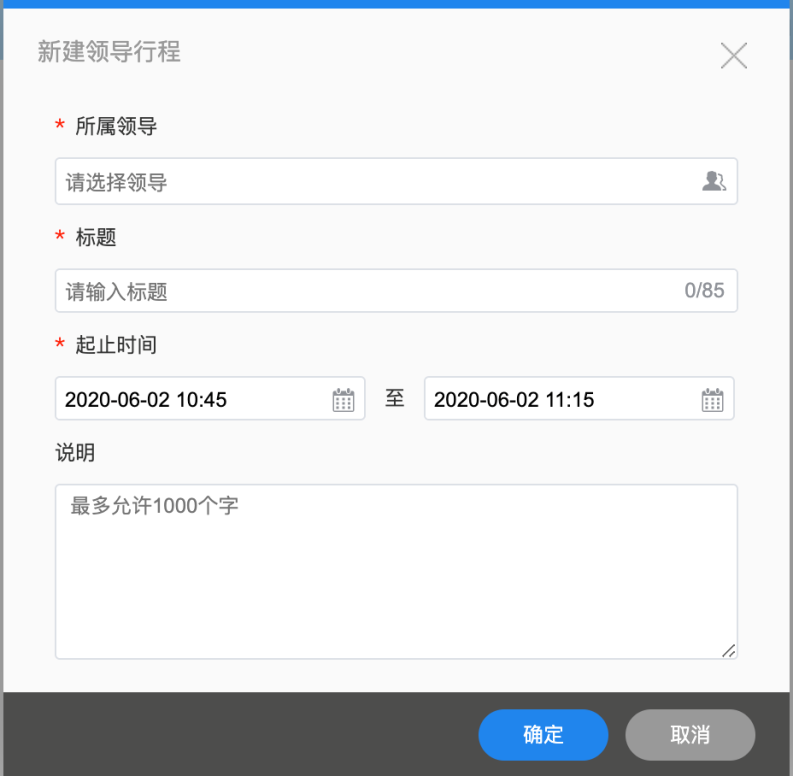 新建领导行程
* 所属领导
请选择领导
* 标题
请输入标题 0/85
* 起止时间
2020-06-02 10:45 至 2020-06-02 11:15
说明
最多允许1000个字
确定 取消